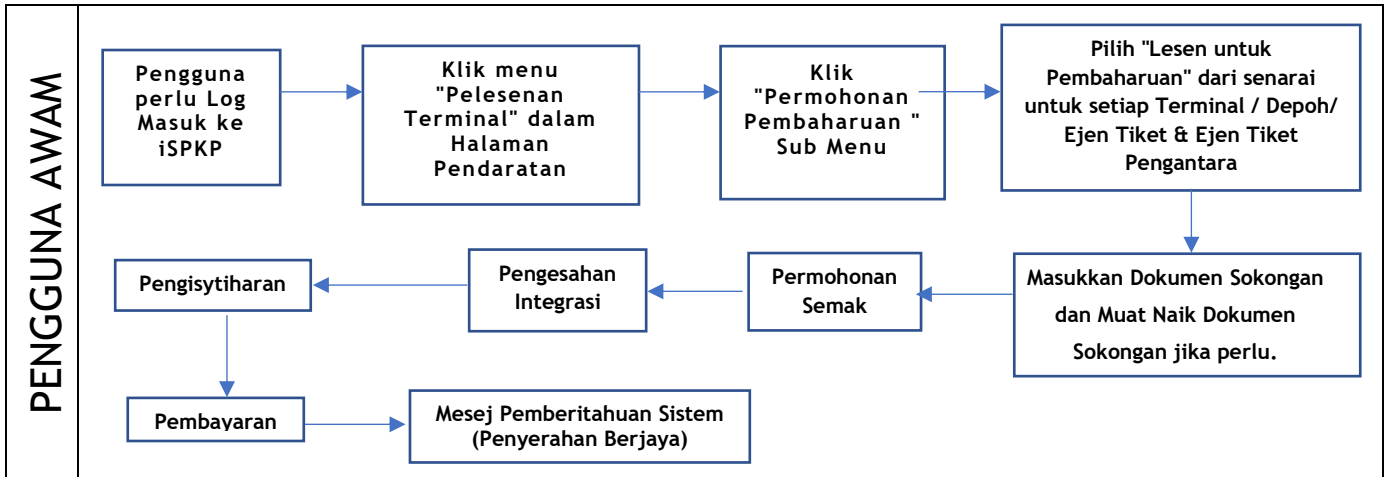 PENGGUNA AWAM
Pengguna
perlu Log
Masuk ke
iSPKP
Klik menu
"Pelesenan
Terminal" dalam
Halaman
Pendaratan
Klik
"Permohonan
Pembaharuan "
Sub Menu
Pilih "Lesen untuk
Pembaharuan" dari senarai
untuk setiap Terminal / Depoh/
Ejen Tiket & Ejen Tiket
Pengantara
Masukkan Dokumen Sokongan
dan Muat Naik Dokumen
Sokongan jika perlu.
Permohonan
Semak
Pengesahan
Integrasi
Pengisytiharan
Pembayaran
Mesej Pemberitahuan Sistem
(Penyerahan Berjaya)